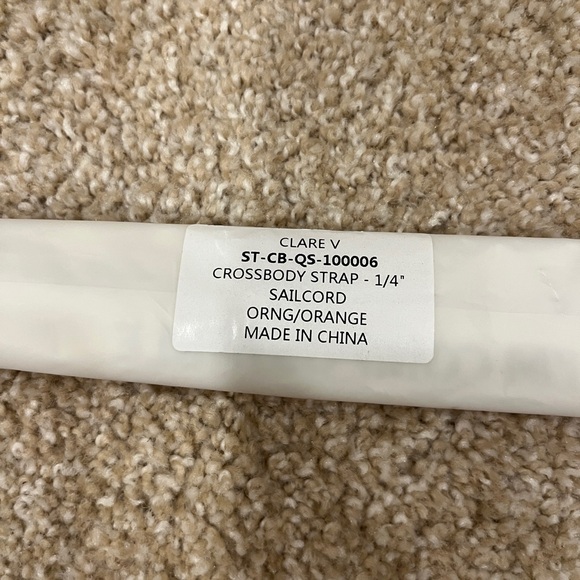 CLARE V
ST-CB-QS-100006
CROSSBODY STRAP - 1/4"
SAILCORD
ORNG/ORANGE
MADE IN CHINA